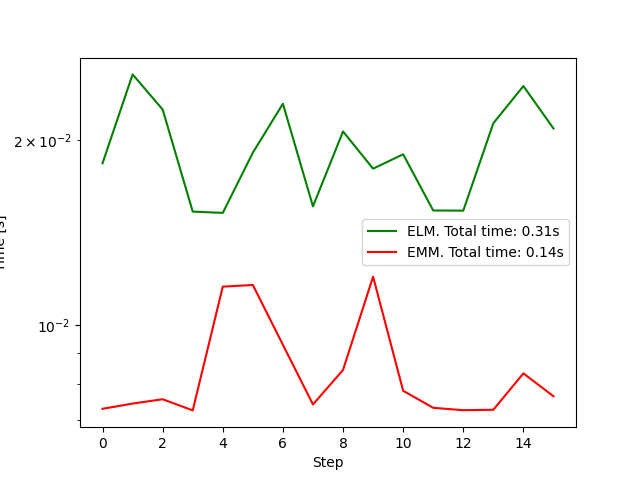 2 × 10⁻²
10⁻²
ELM. Total time: 0.31s
EMM. Total time: 0.14s
0 2 4 6 8 10 12 14
Step